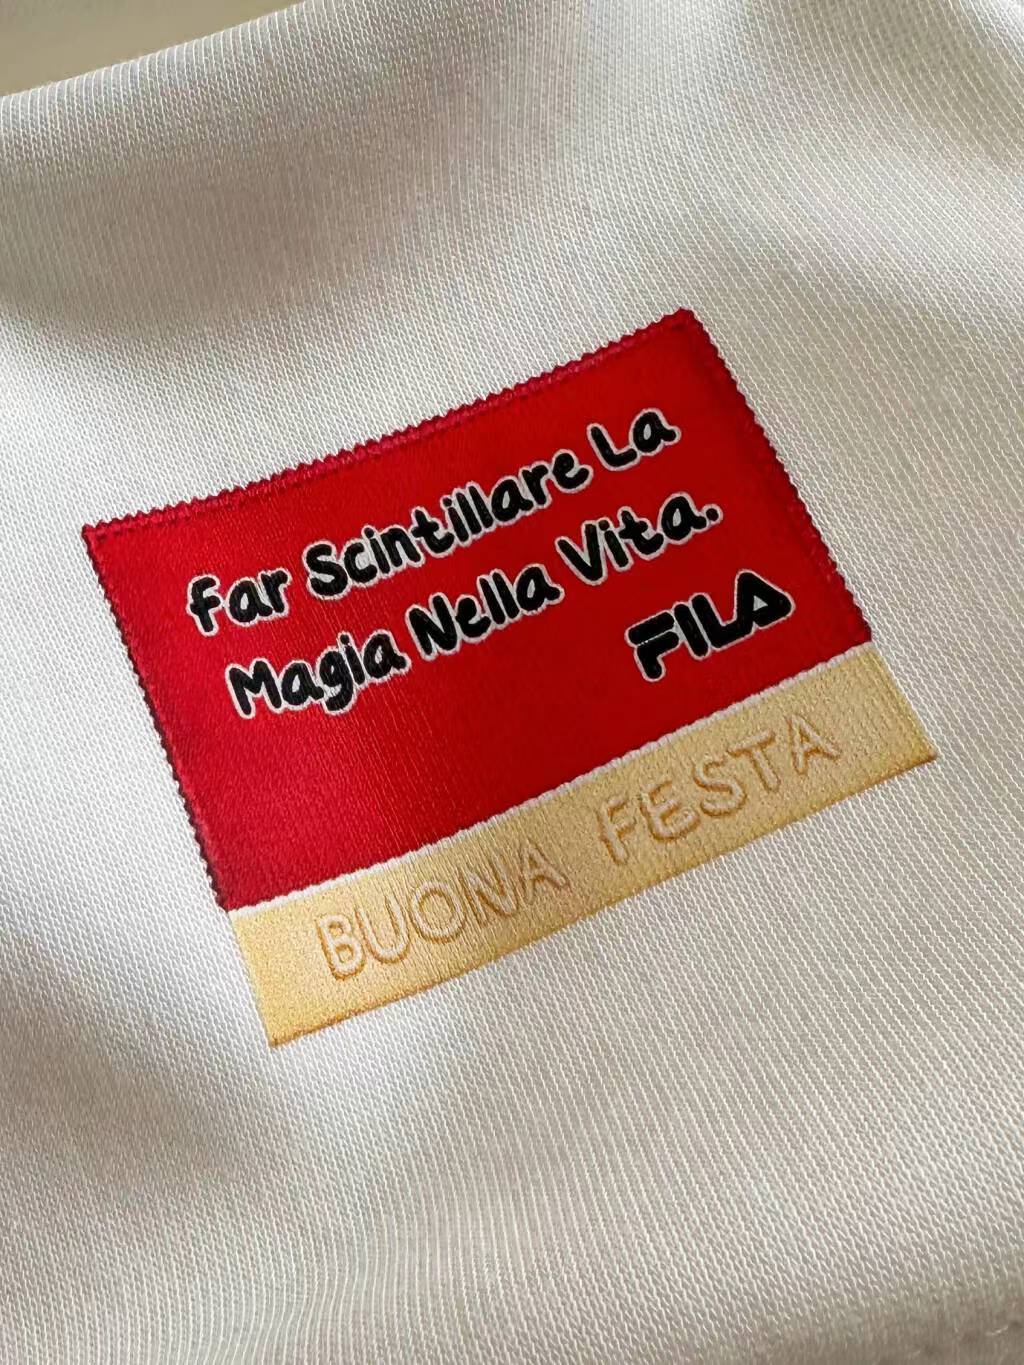 Far Scintillare La
Magia Nella Vita.
FILA
BUONA FESTA